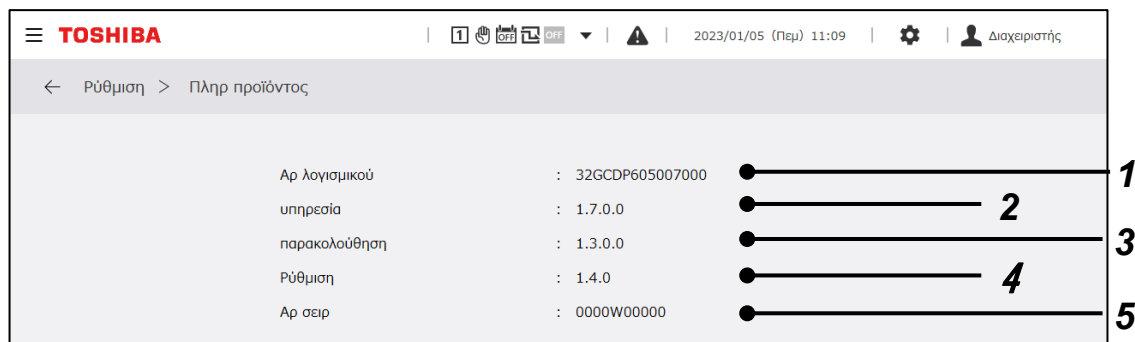 TOSHIBA 1 OFF OFF 2023/01/05 (Πεμ) 11:09 Διαχειριστής
Ρύθμιση > Πληρ προϊόντος
Αρ λογισμικού : 32GCDP605007000 1
υπηρεσία : 1.7.0.0 2
παρακολούθηση : 1.3.0.0 3
Ρύθμιση : 1.4.0 4
Αρ σειρ : 0000W00000 5